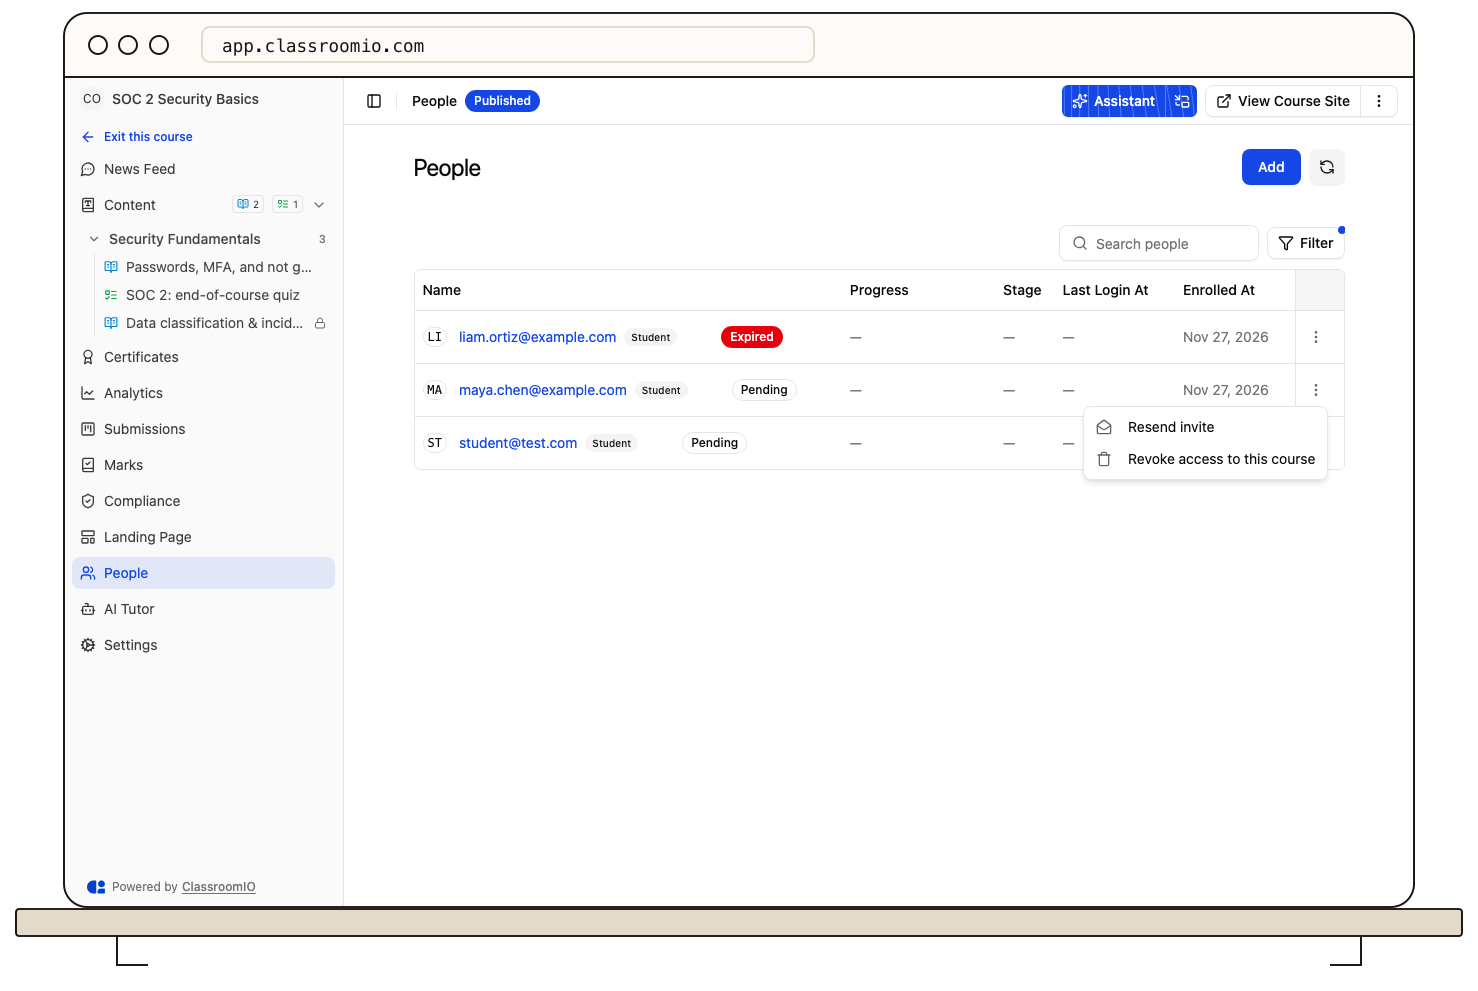 app.classroomio.com
CO SOC 2 Security Basics
Exit this course
News Feed
Content 2 1
Security Fundamentals 3
Passwords, MFA, and not g...
SOC 2: end-of-course quiz
Data classification & incid...
Certificates
Analytics
Submissions
Marks
Compliance
Landing Page
People
AI Tutor
Settings
Powered by ClassroomIO
People Published
Assistant
View Course Site
People
Add
Search people
Filter
Name Progress Stage Last Login At Enrolled At
LI liam.ortiz@example.com Student Expired — — — Nov 27, 2026
MA maya.chen@example.com Student Pending — — — Nov 27, 2026
ST student@test.com Student Pending — — —
Resend invite
Revoke access to this course